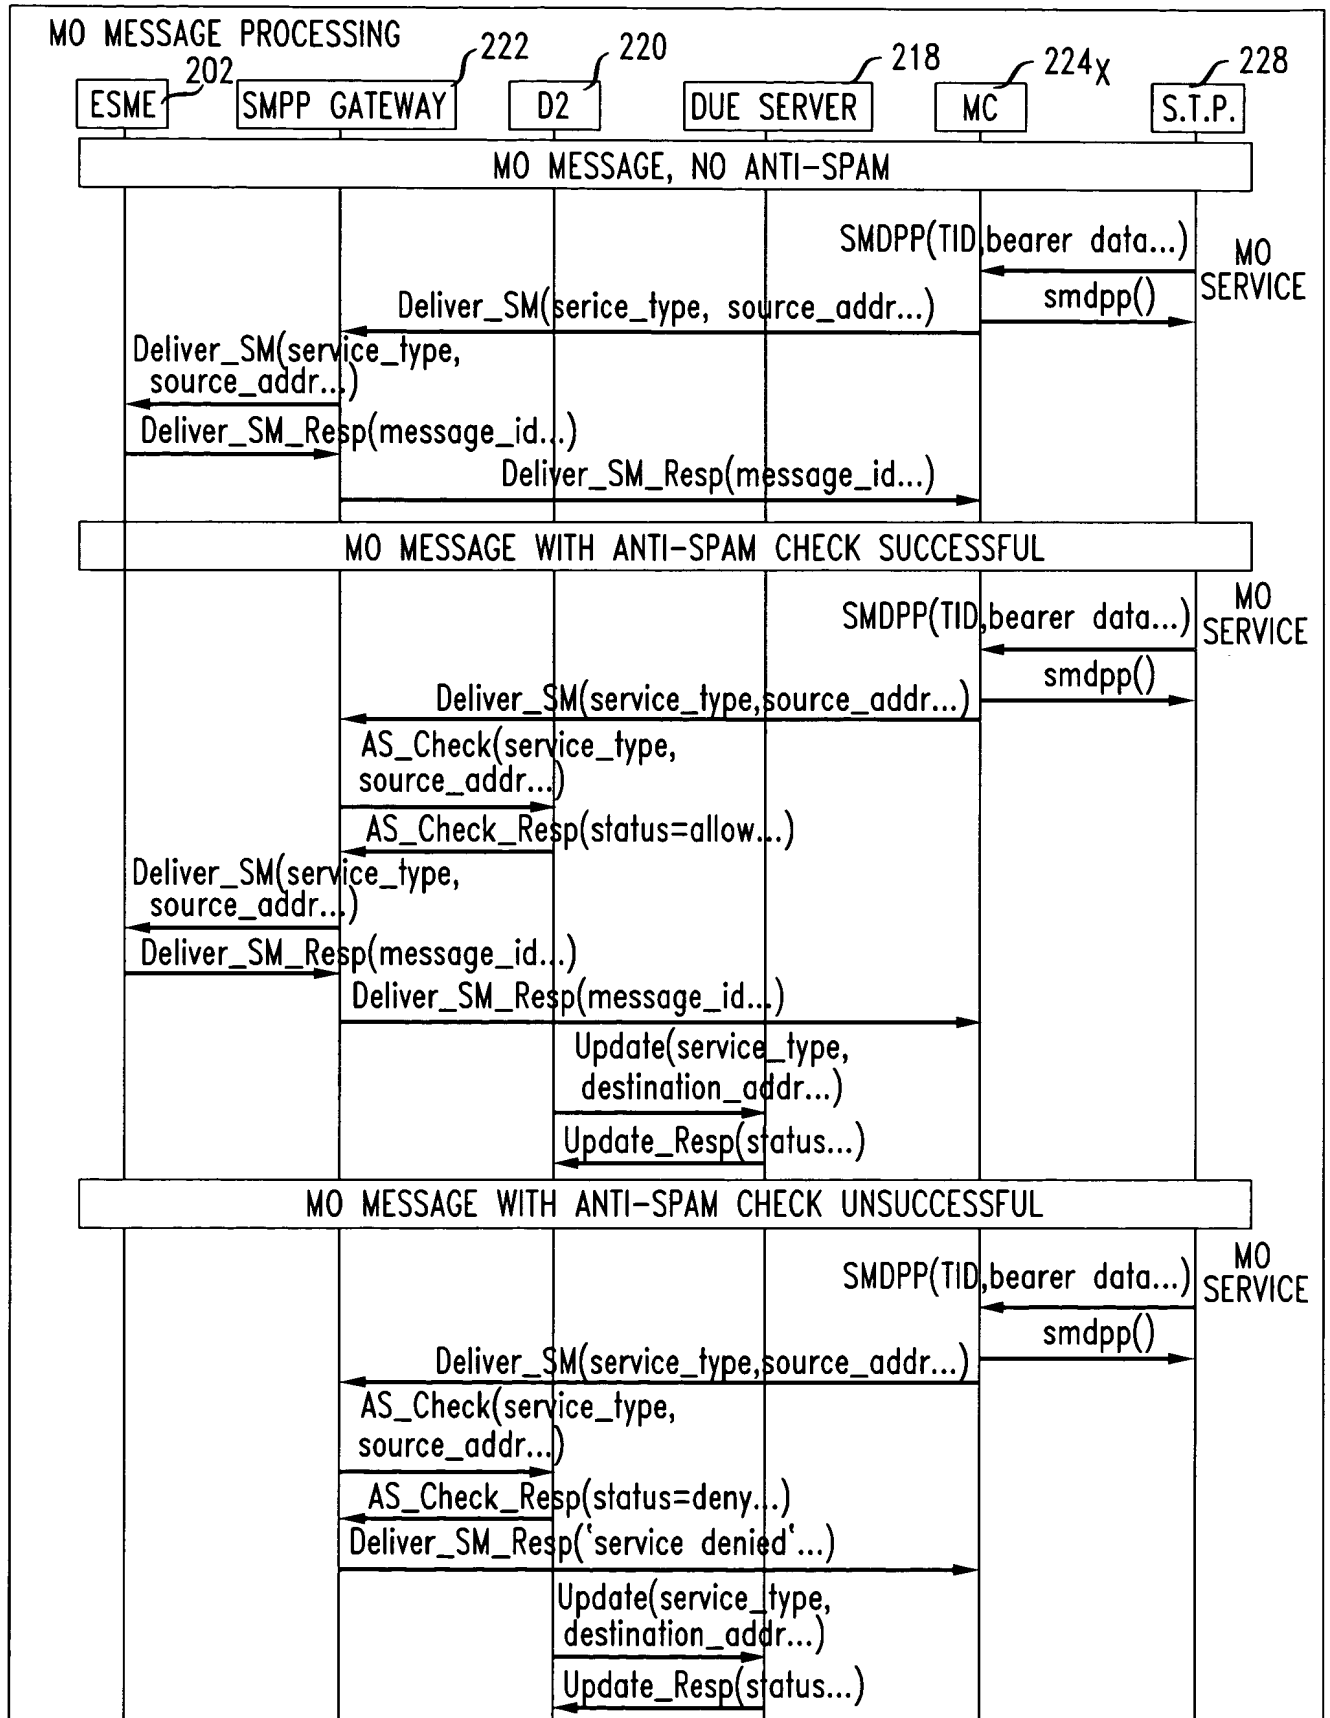 MO MESSAGE PROCESSING
202 222 220 218 224X 228
ESME SMPP GATEWAY D2 DUE SERVER MC S.T.P.
MO MESSAGE, NO ANTI-SPAM
SMDPP(TID,bearer data...)
MO
SERVICE
smdpp()
Deliver_SM(serice_type, source_addr...)
Deliver_SM(service_type,
source_addr...)
Deliver_SM_Resp(message_id...)
Deliver_SM_Resp(message_id...)
MO MESSAGE WITH ANTI-SPAM CHECK SUCCESSFUL
SMDPP(TID,bearer data...)
MO
SERVICE
smdpp()
Deliver_SM(service_type,source_addr...)
AS_Check(service_type,
source_addr...)
AS_Check_Resp(status=allow...)
Deliver_SM(service_type,
source_addr...)
Deliver_SM_Resp(message_id...)
Deliver_SM_Resp(message_id...)
Update(service_type,
destination_addr...)
Update_Resp(status...)
MO MESSAGE WITH ANTI-SPAM CHECK UNSUCCESSFUL
SMDPP(TID,bearer data...)
MO
SERVICE
smdpp()
Deliver_SM(service_type,source_addr...)
AS_Check(service_type,
source_addr...)
AS_Check_Resp(status=deny...)
Deliver_SM_Resp(‘service denied‘...)
Update(service_type,
destination_addr...)
Update_Resp(status...)